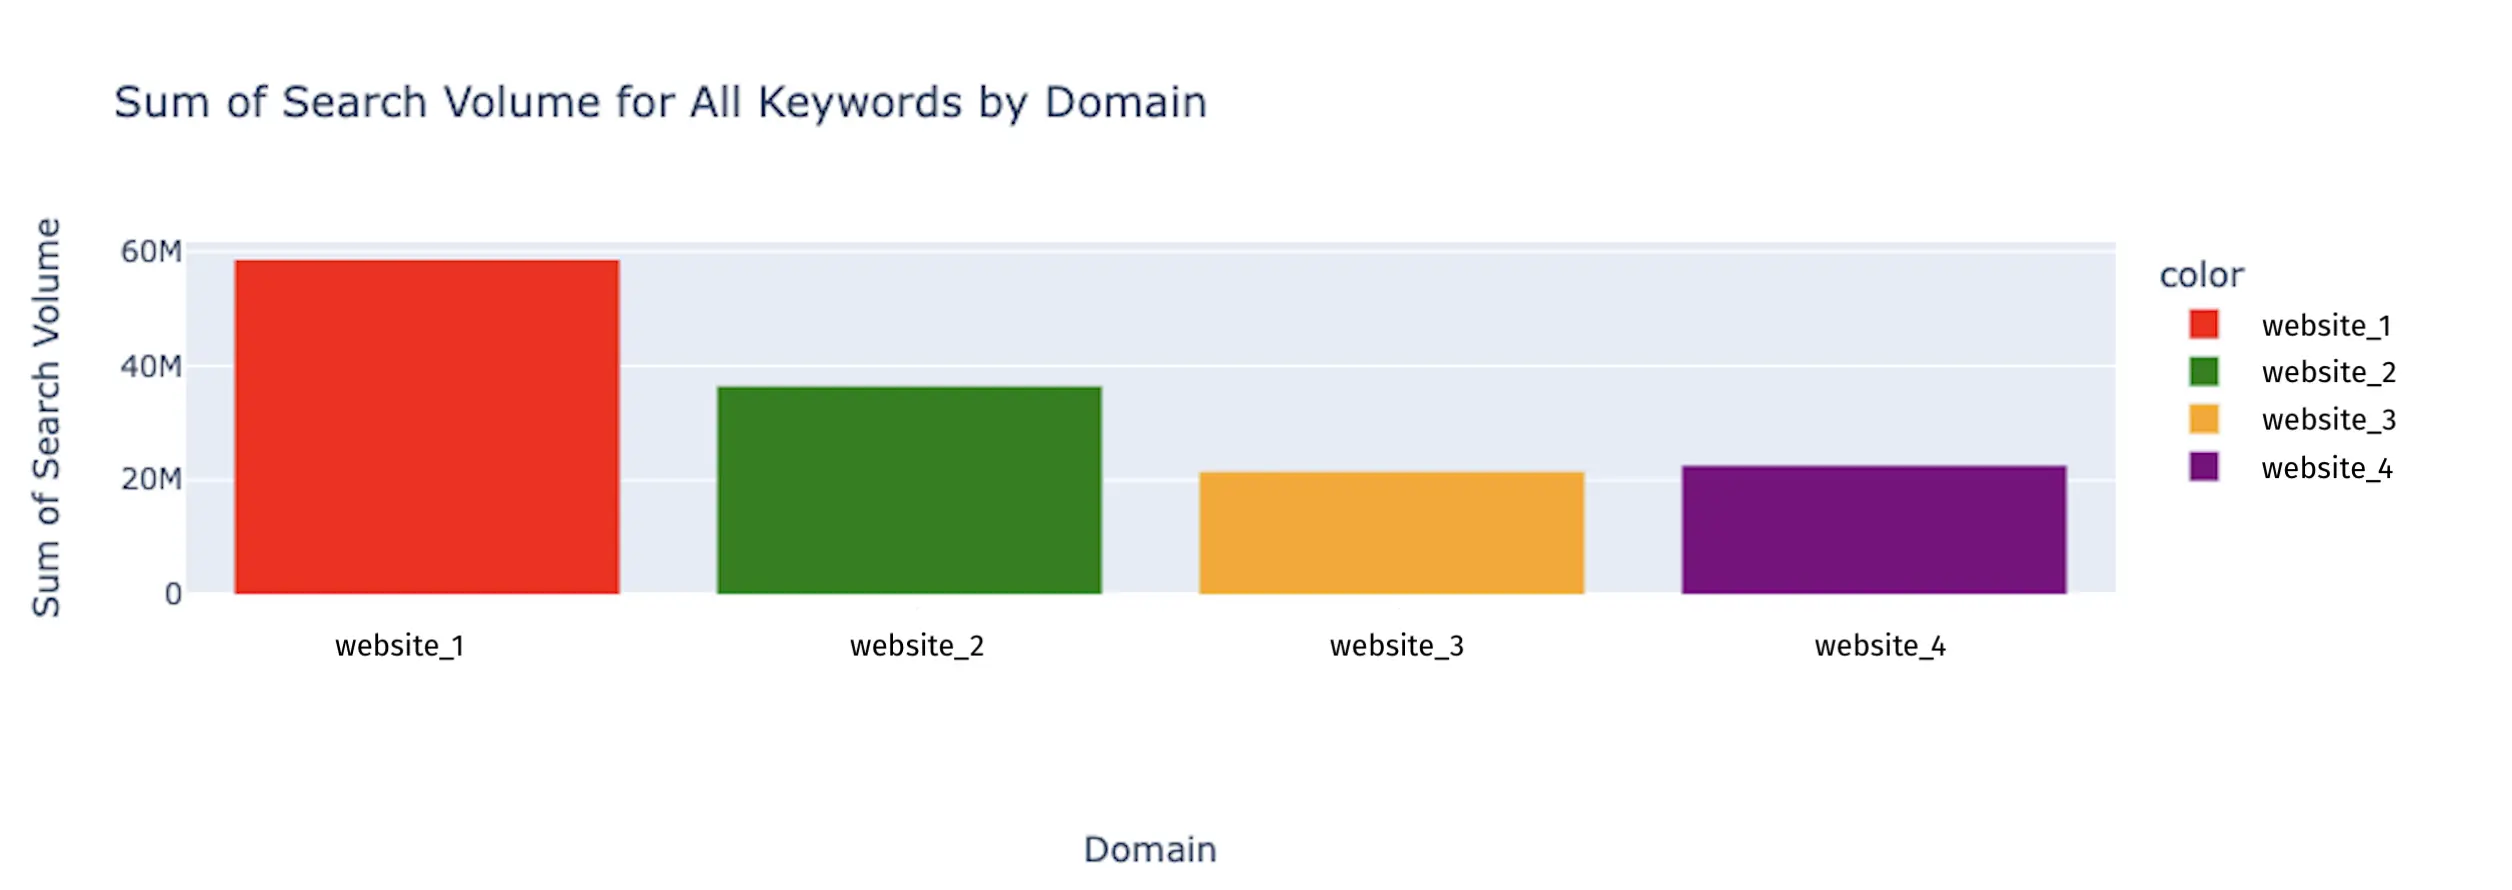 Sum of Search Volume for All Keywords by Domain
Sum of Search Volume
60M
40M
20M
0
website_1
website_2
website_3
website_4
Domain
color
website_1
website_2
website_3
website_4